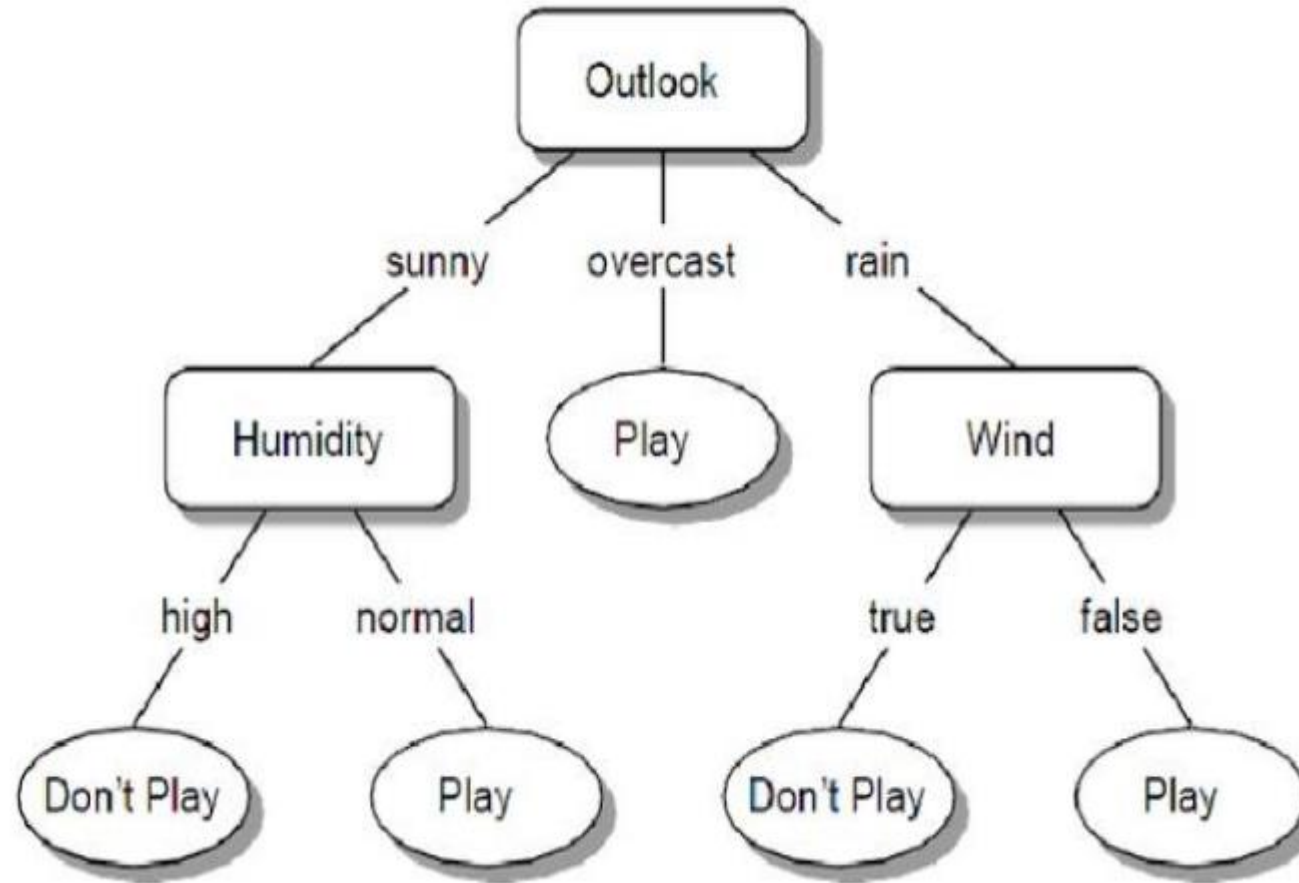 Outlook
sunny overcast rain
Humidity Play Wind
high normal true false
Don't Play Play Don't Play Play